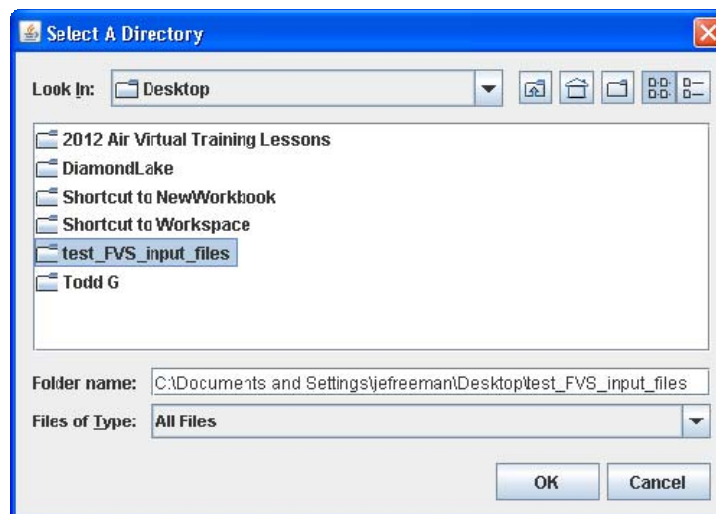 Select A Directory
Look In: Desktop
2012 Air Virtual Training Lessons
DiamondLake
Shortcut to NewWorkbook
Shortcut to Workspace
test_FVS_input_files
Todd G
Folder name: C:\Documents and Settings\jefreeman\Desktop\test_FVS_input_files
Files of Type: All Files
OK Cancel